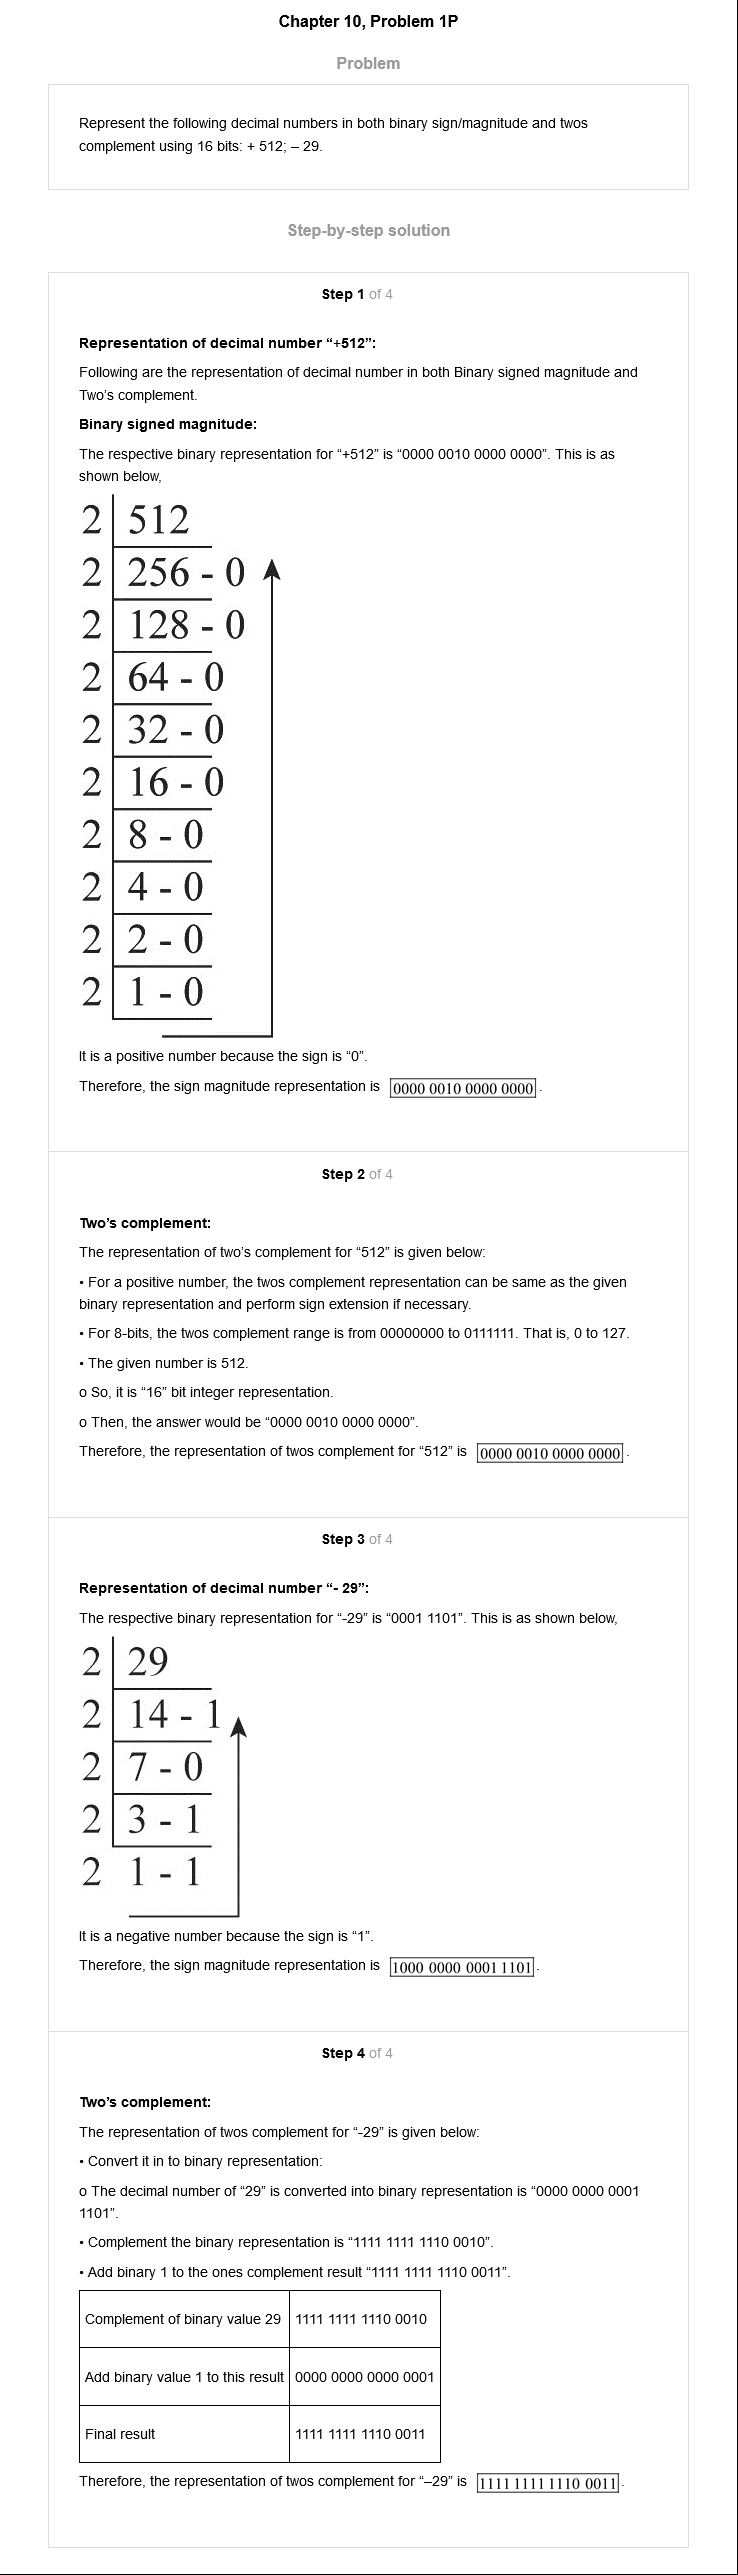 Chapter 10, Problem 1P
Problem
Represent the following decimal numbers in both binary sign/magnitude and twos
complement using 16 bits: + 512; – 29.
Step-by-step solution
Step 1 of 4
Representation of decimal number “+512”:
Following are the representation of decimal number in both Binary signed magnitude and
Two’s complement.
Binary signed magnitude:
The respective binary representation for “+512” is “0000 0010 0000 0000”. This is as
shown below,
2 512
2 256 - 0
2 128 - 0
2 64 - 0
2 32 - 0
2 16 - 0
2 8 - 0
2 4 - 0
2 2 - 0
2 1 - 0
It is a positive number because the sign is “0”.
Therefore, the sign magnitude representation is 0000 0010 0000 0000.
Step 2 of 4
Two’s complement:
The representation of two’s complement for “512” is given below:
• For a positive number, the twos complement representation can be same as the given
binary representation and perform sign extension if necessary.
• For 8-bits, the twos complement range is from 00000000 to 0111111. That is, 0 to 127.
• The given number is 512.
o So, it is “16” bit integer representation.
o Then, the answer would be “0000 0010 0000 0000”.
Therefore, the representation of twos complement for “512” is 0000 0010 0000 0000.
Step 3 of 4
Representation of decimal number “- 29”:
The respective binary representation for “-29” is “0001 1101”. This is as shown below,
2 29
2 14 - 1
2 7 - 0
2 3 - 1
2 1 - 1
It is a negative number because the sign is “1”.
Therefore, the sign magnitude representation is 1000 0000 0001 1101.
Step 4 of 4
Two’s complement:
The representation of twos complement for “-29” is given below:
• Convert it in to binary representation:
o The decimal number of “29” is converted into binary representation is “0000 0000 0001
1101”.
• Complement the binary representation is “1111 1111 1110 0010”.
• Add binary 1 to the ones complement result “1111 1111 1110 0011”.
Complement of binary value 29 1111 1111 1110 0010
Add binary value 1 to this result 0000 0000 0000 0001
Final result 1111 1111 1110 0011
Therefore, the representation of twos complement for “–29” is 1111 1111 1110 0011.